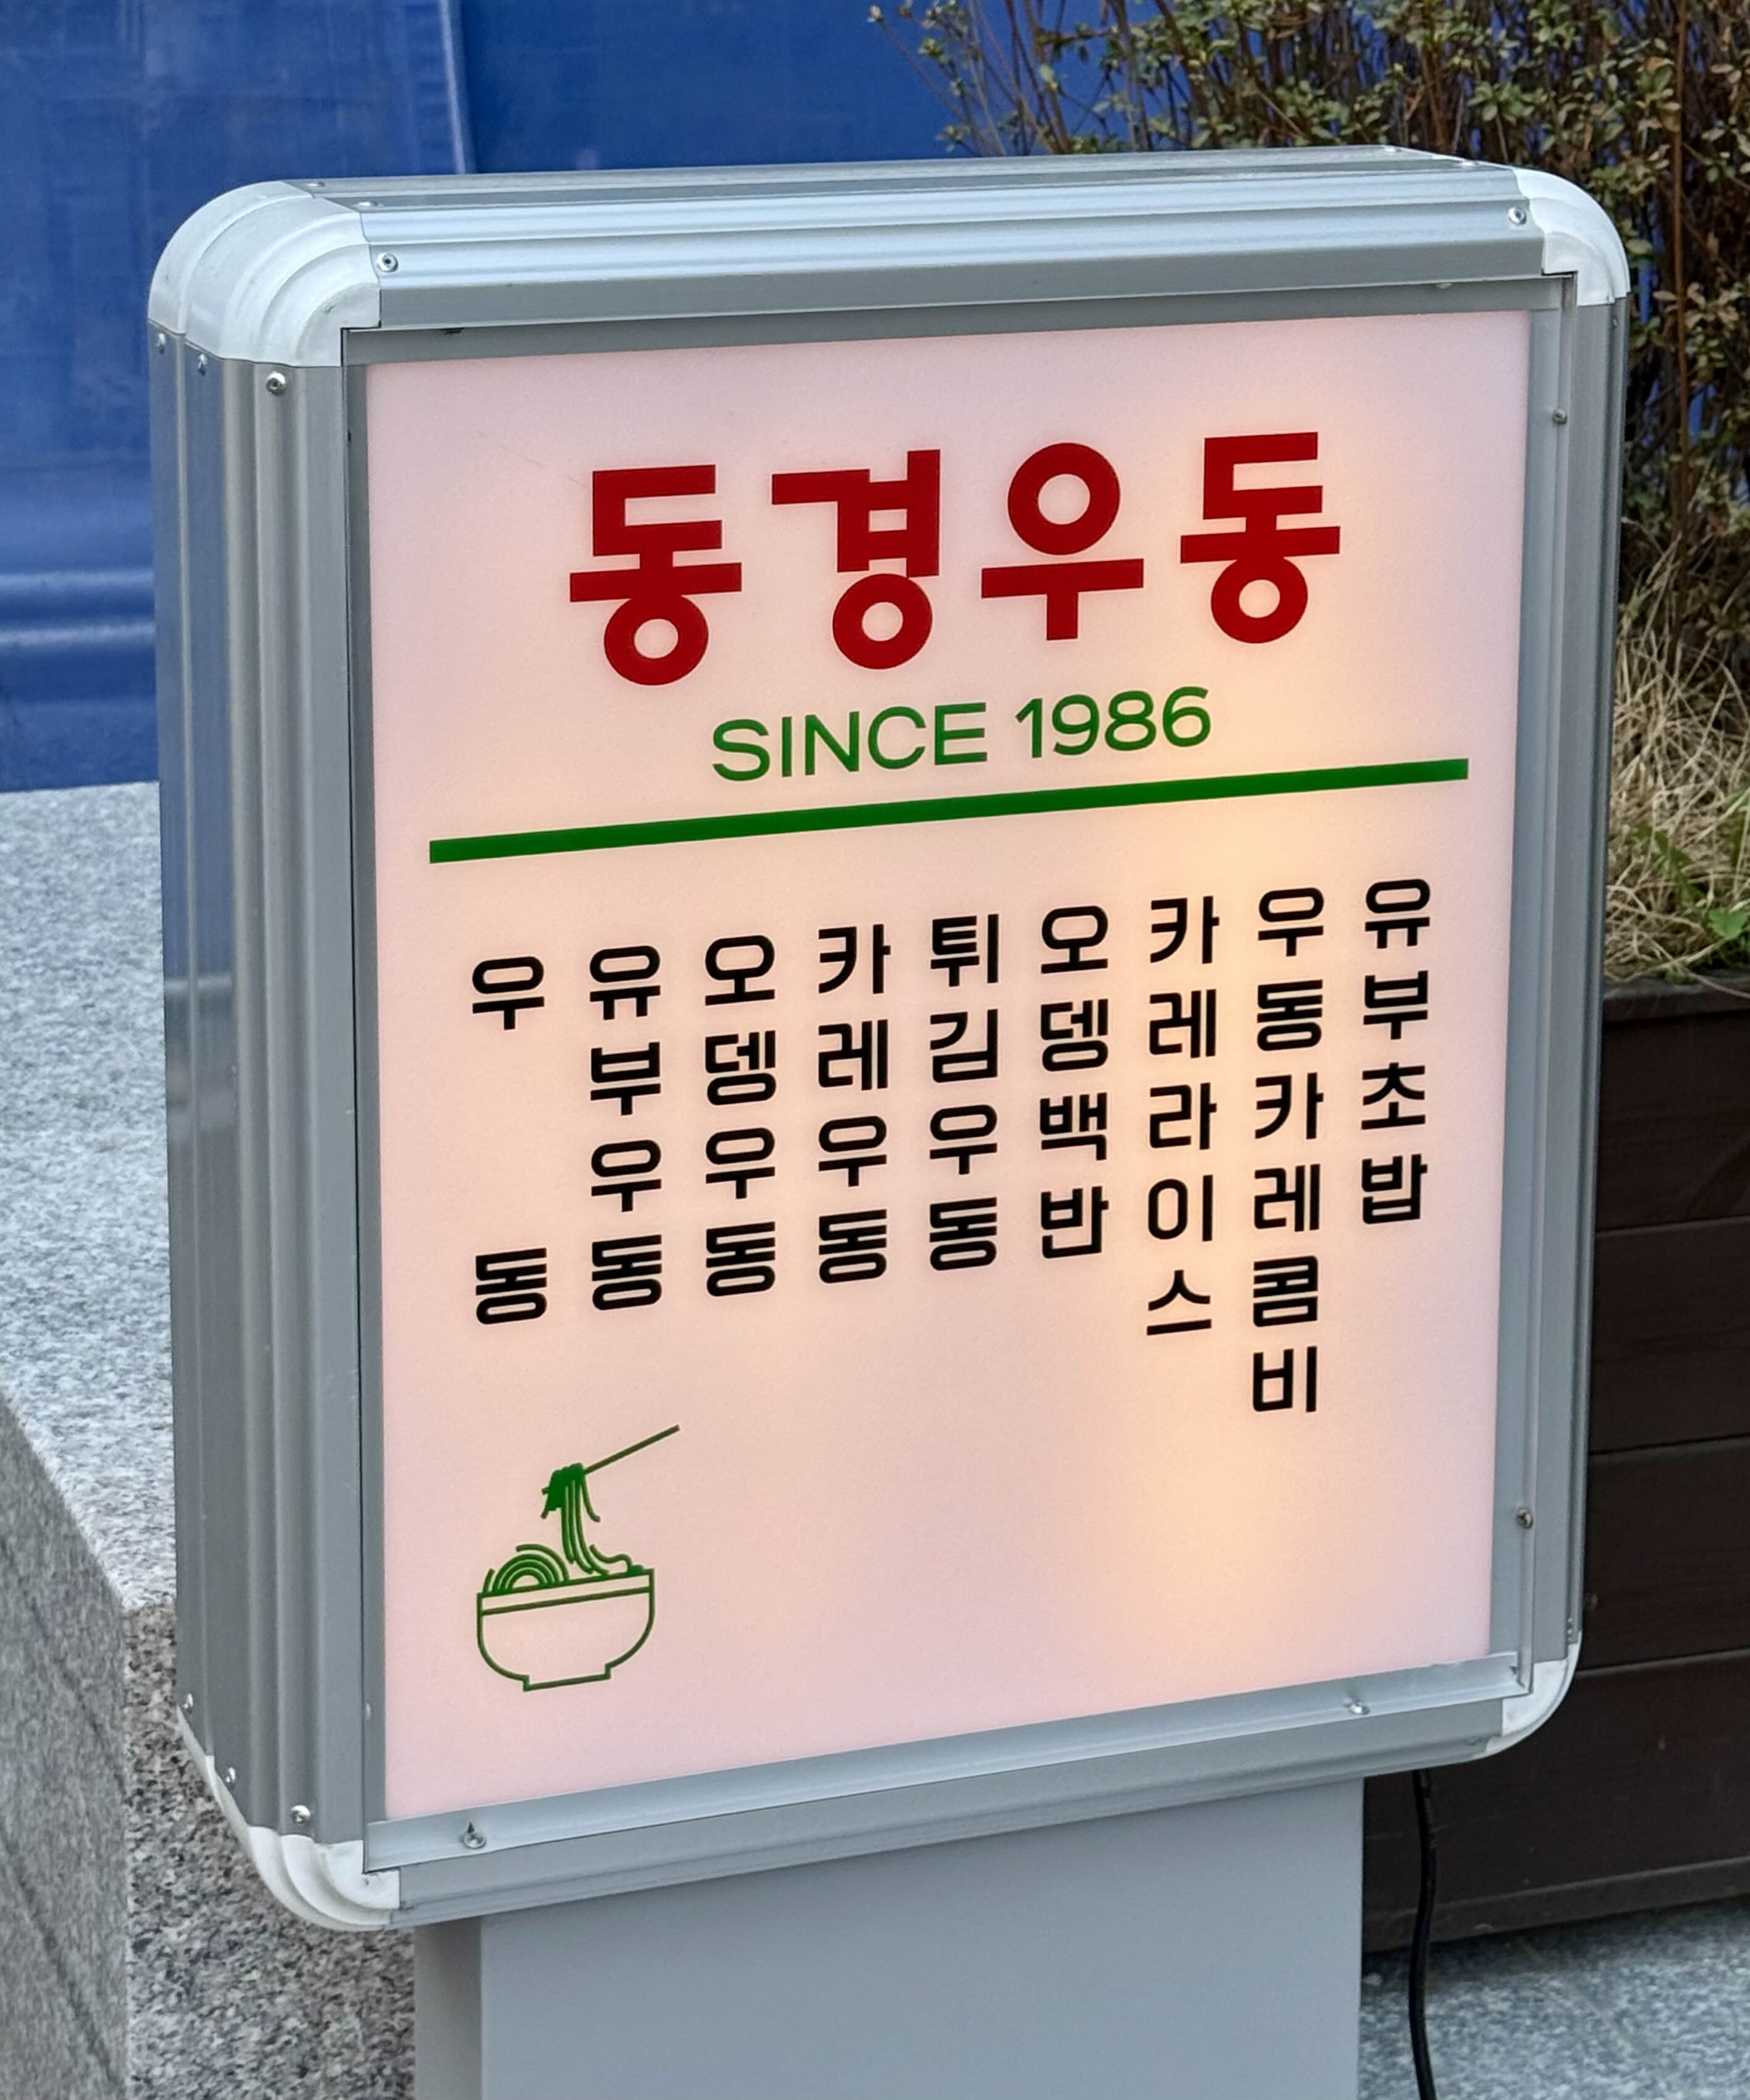 동경우동
SINCE 1986
우동
유부우동
오뎅우동
카레우동
튀김우동
오뎅백반
카레라이스
우동카레콤비
유부초밥